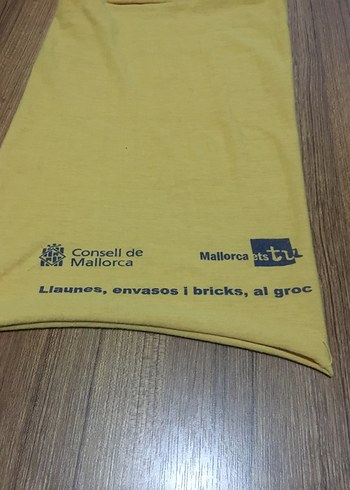 Consell de
Mallorca
Mallorca ets tu
Llaunes, envasos i bricks, al groc